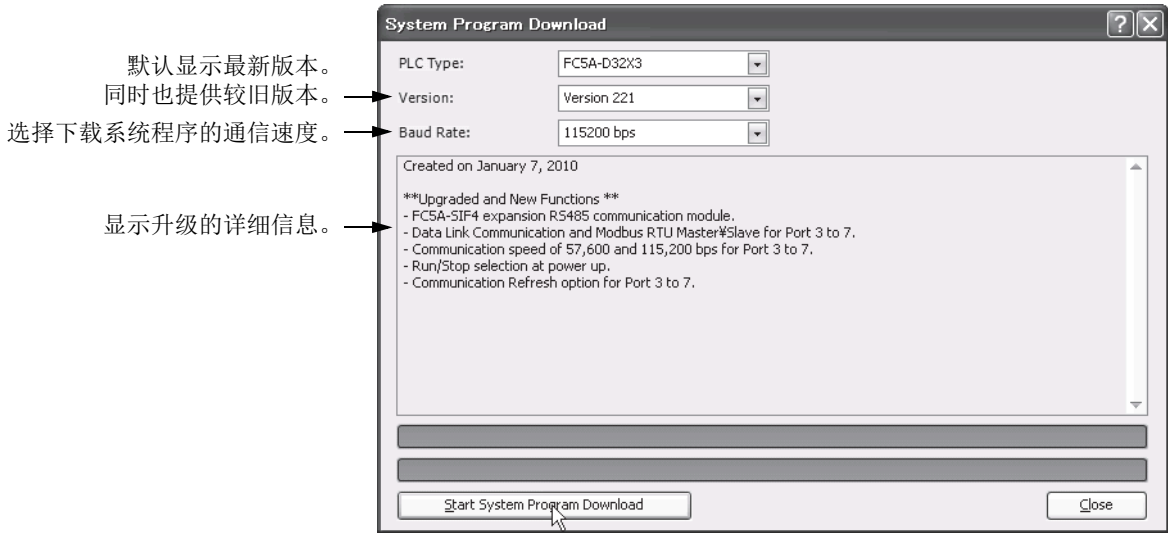 System Program Download
默认显示最新版本。
同时也提供较旧版本。
选择下载系统程序的通信速度。
显示升级的详细信息。
PLC Type:
FC5A-D32X3
Version:
Version 221
Baud Rate:
115200 bps
Created on January 7, 2010
**Upgraded and New Functions **
- FC5A-SIF4 expansion RS485 communication module.
- Data Link Communication and Modbus RTU Master¥Slave for Port 3 to 7.
- Communication speed of 57,600 and 115,200 bps for Port 3 to 7.
- Run/Stop selection at power up.
- Communication Refresh option for Port 3 to 7.
Start System Program Download
Close